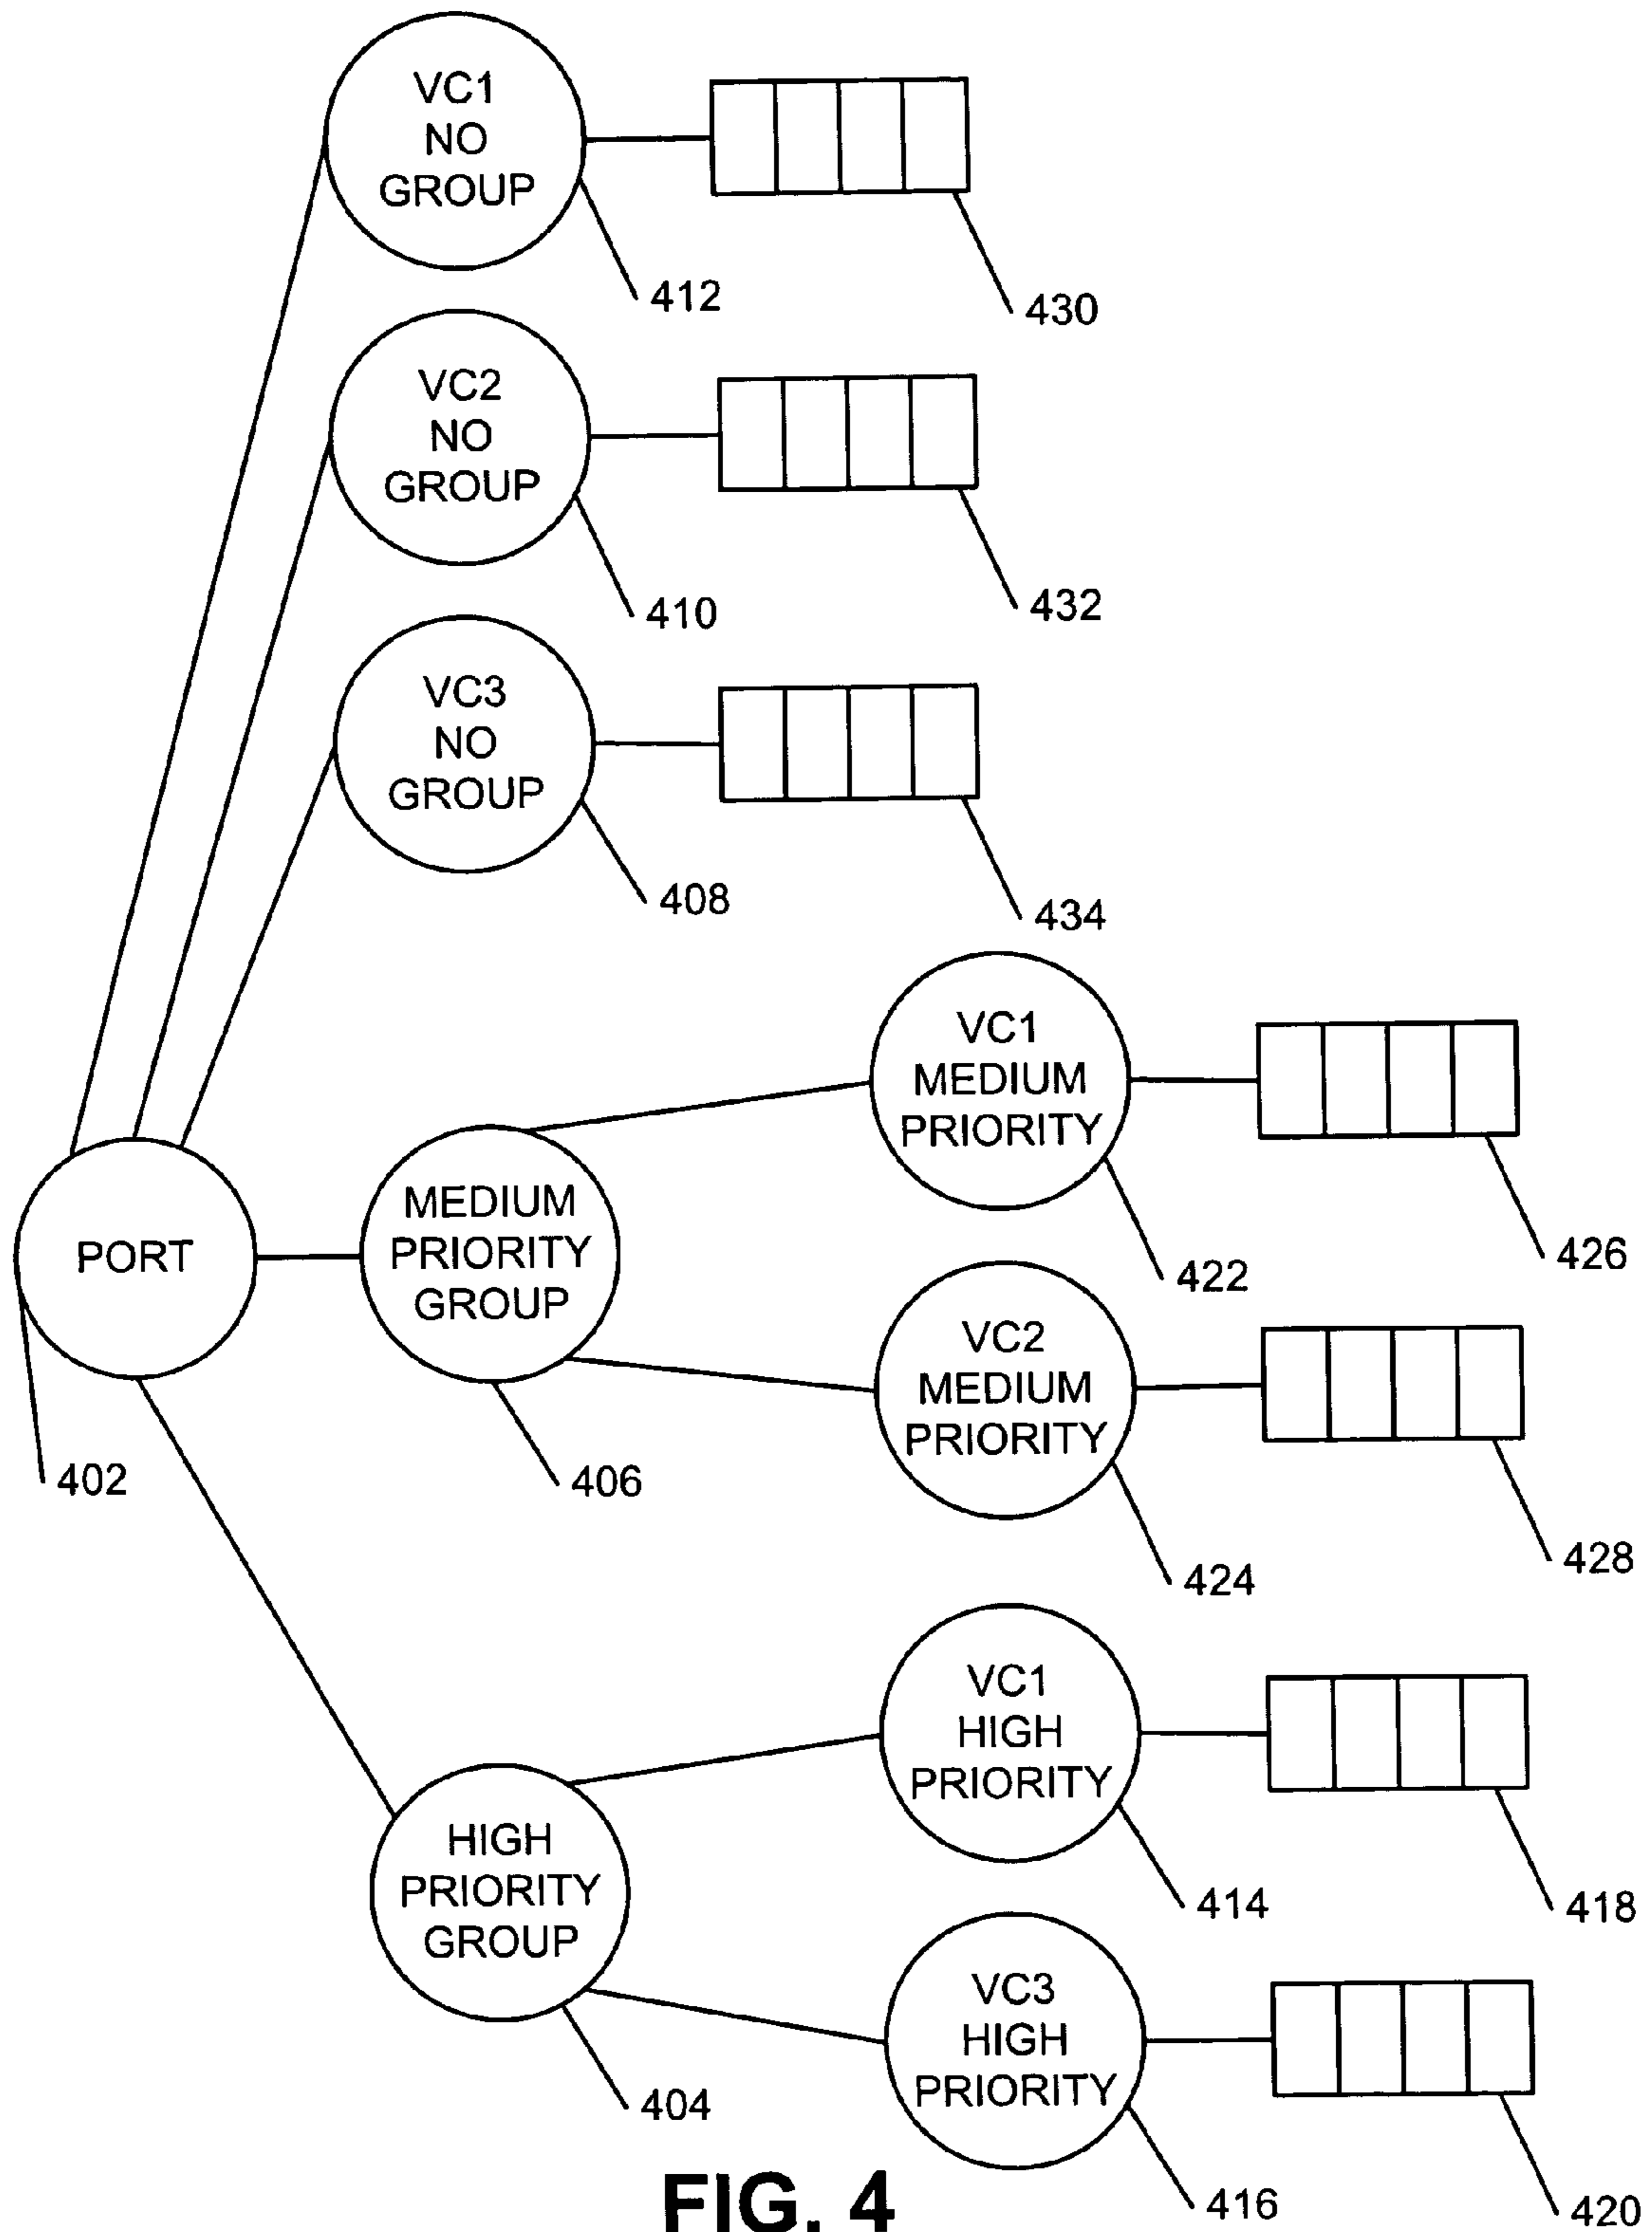 VC1
NO
GROUP
412
430
VC2
NO
GROUP
410
432
VC3
NO
GROUP
408
434
VC1
MEDIUM
PRIORITY
422
426
PORT
402
MEDIUM
PRIORITY
GROUP
406
VC2
MEDIUM
PRIORITY
424
428
VC1
HIGH
PRIORITY
414
418
HIGH
PRIORITY
GROUP
404
VC3
HIGH
PRIORITY
416
420
FIG. 4